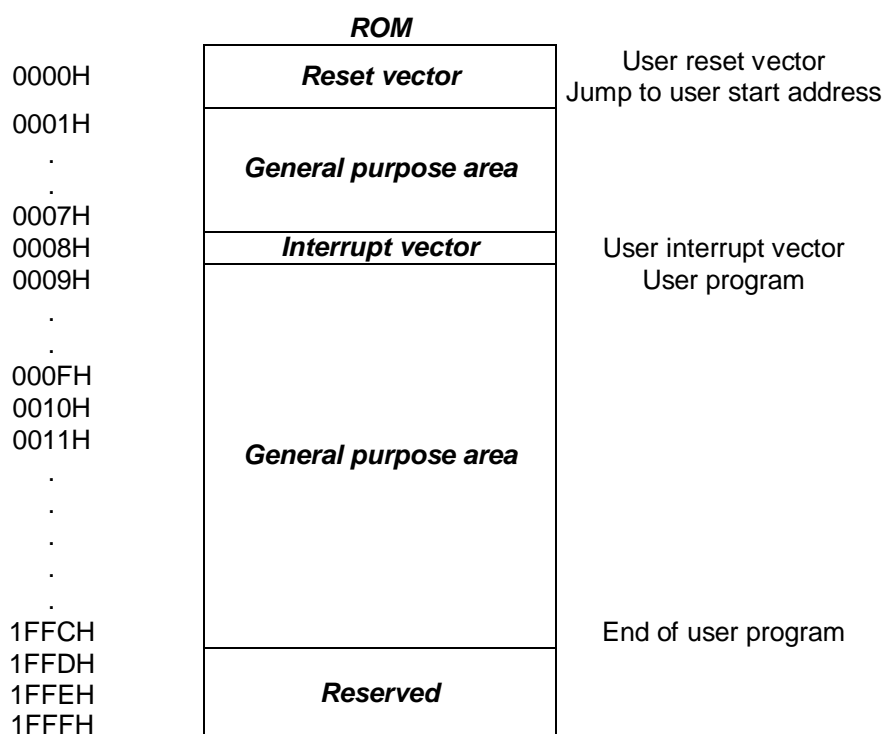 ROM
0000H Reset vector User reset vector
Jump to user start address
0001H
.
General purpose area
.
0007H
0008H Interrupt vector User interrupt vector
0009H User program
.
.
000FH
0010H
0011H General purpose area
.
.
.
.
.
1FFCH End of user program
1FFDH
1FFEH Reserved
1FFFH